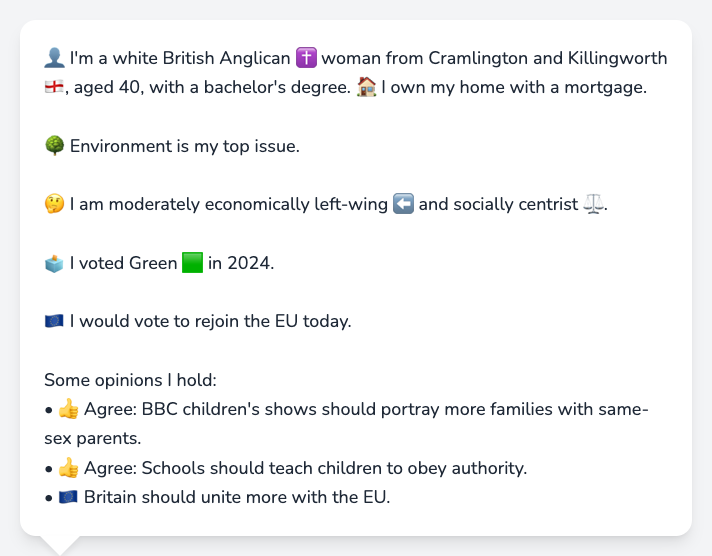 👤 I'm a white British Anglican ✝️ woman from Cramlington and Killingworth
🏴󠁧󠁢󠁥󠁮󠁧󠁿, aged 40, with a bachelor's degree. 🏠 I own my home with a mortgage.
🌳 Environment is my top issue.
🤔 I am moderately economically left-wing ⬅️ and socially centrist ⚖️.
🗳️ I voted Green 🟩 in 2024.
🇪🇺 I would vote to rejoin the EU today.
Some opinions I hold:
• 👍 Agree: BBC children's shows should portray more families with same-
sex parents.
• 👍 Agree: Schools should teach children to obey authority.
• 🇪🇺 Britain should unite more with the EU.